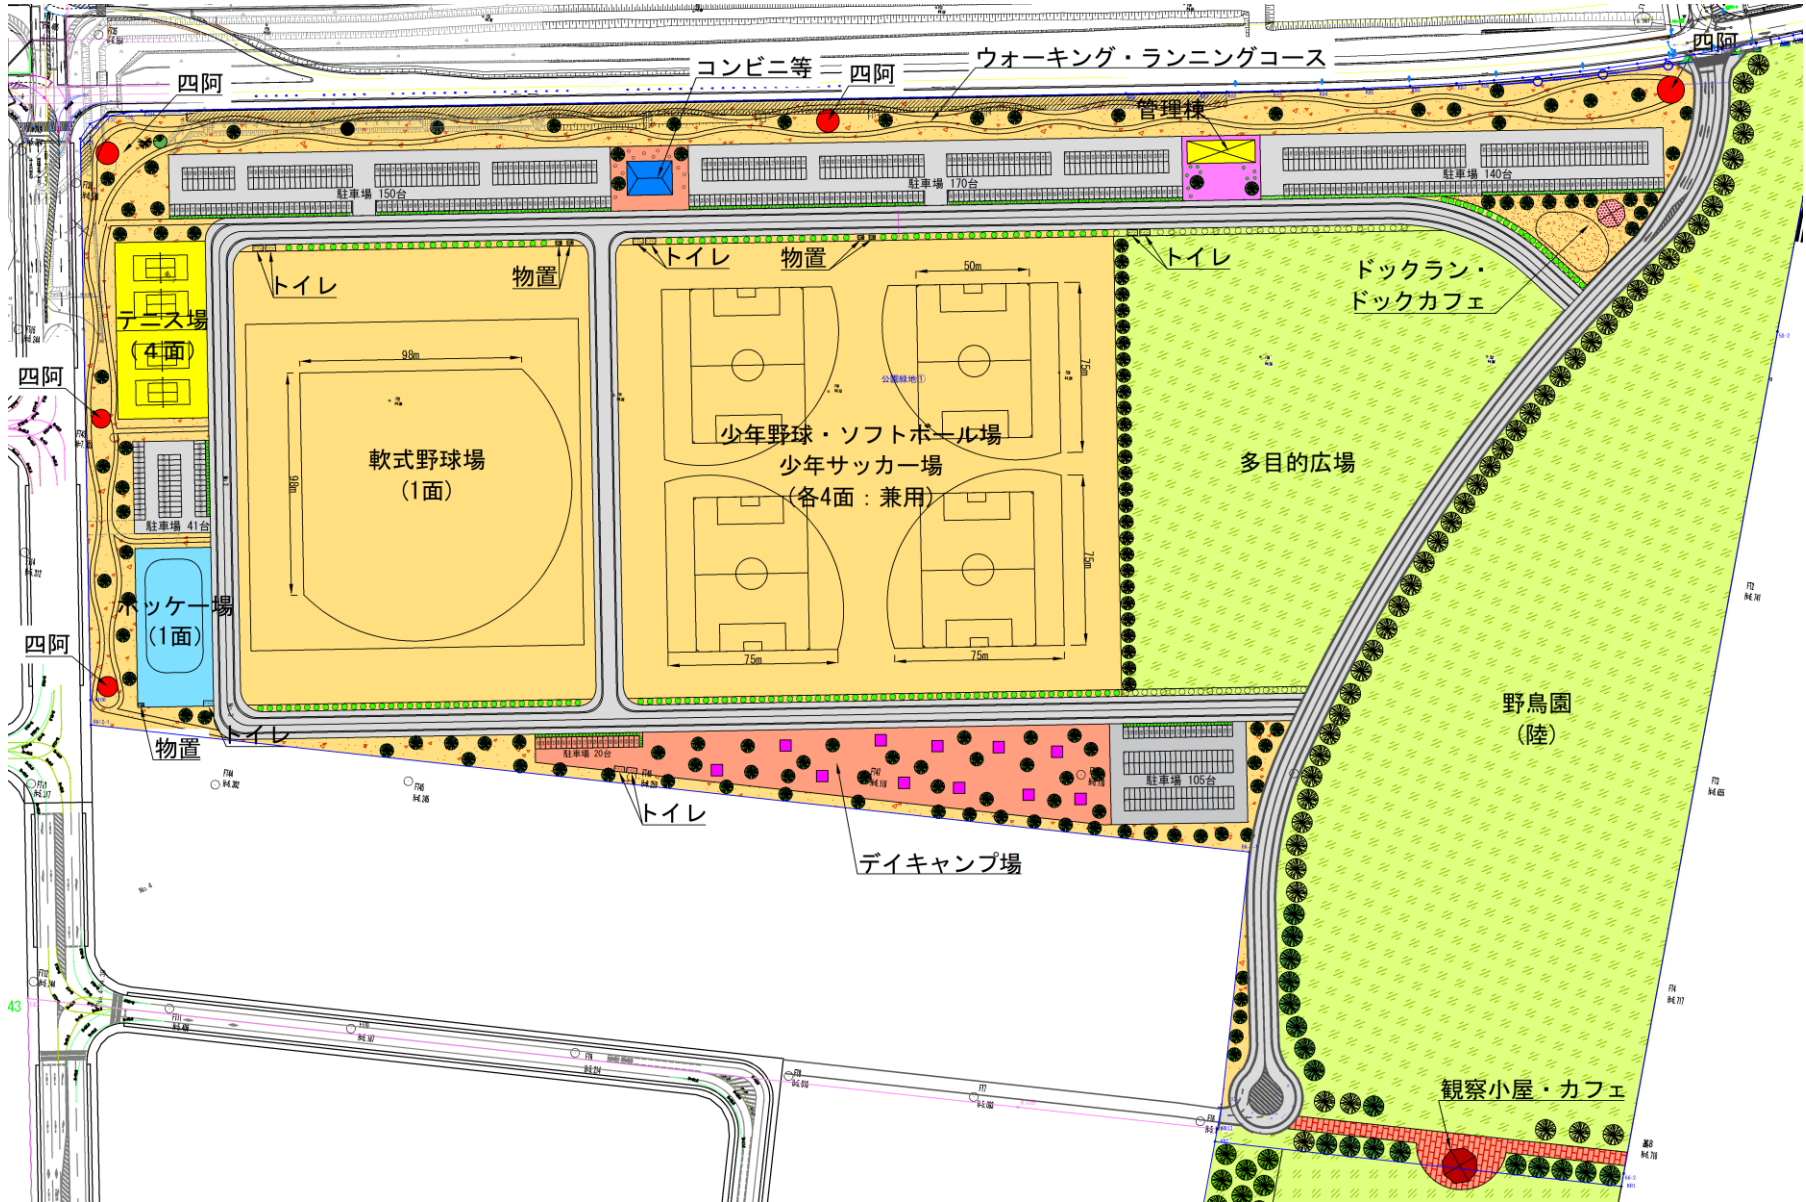 四阿
コンビニ等
四阿
ウォーキング・ランニングコース
四阿
管理棟
駐車場 150台
駐車場 170台
駐車場 140台
トイレ
物置
トイレ
物置
トイレ
50m
ドックラン・
ドックカフェ
テニス場
(４面)
98m
75m
公園緑地①
四阿
少年野球・ソフトボール場
少年サッカー場
(各4面：兼用)
軟式野球場
(1面)
98m
多目的広場
駐車場 41台
75m
ホッケー場
(1面)
四阿
75m
75m
野鳥園
(陸)
物置
トイレ
駐車場 20台
駐車場 105台
トイレ
デイキャンプ場
No.4
43
観察小屋・カフェ